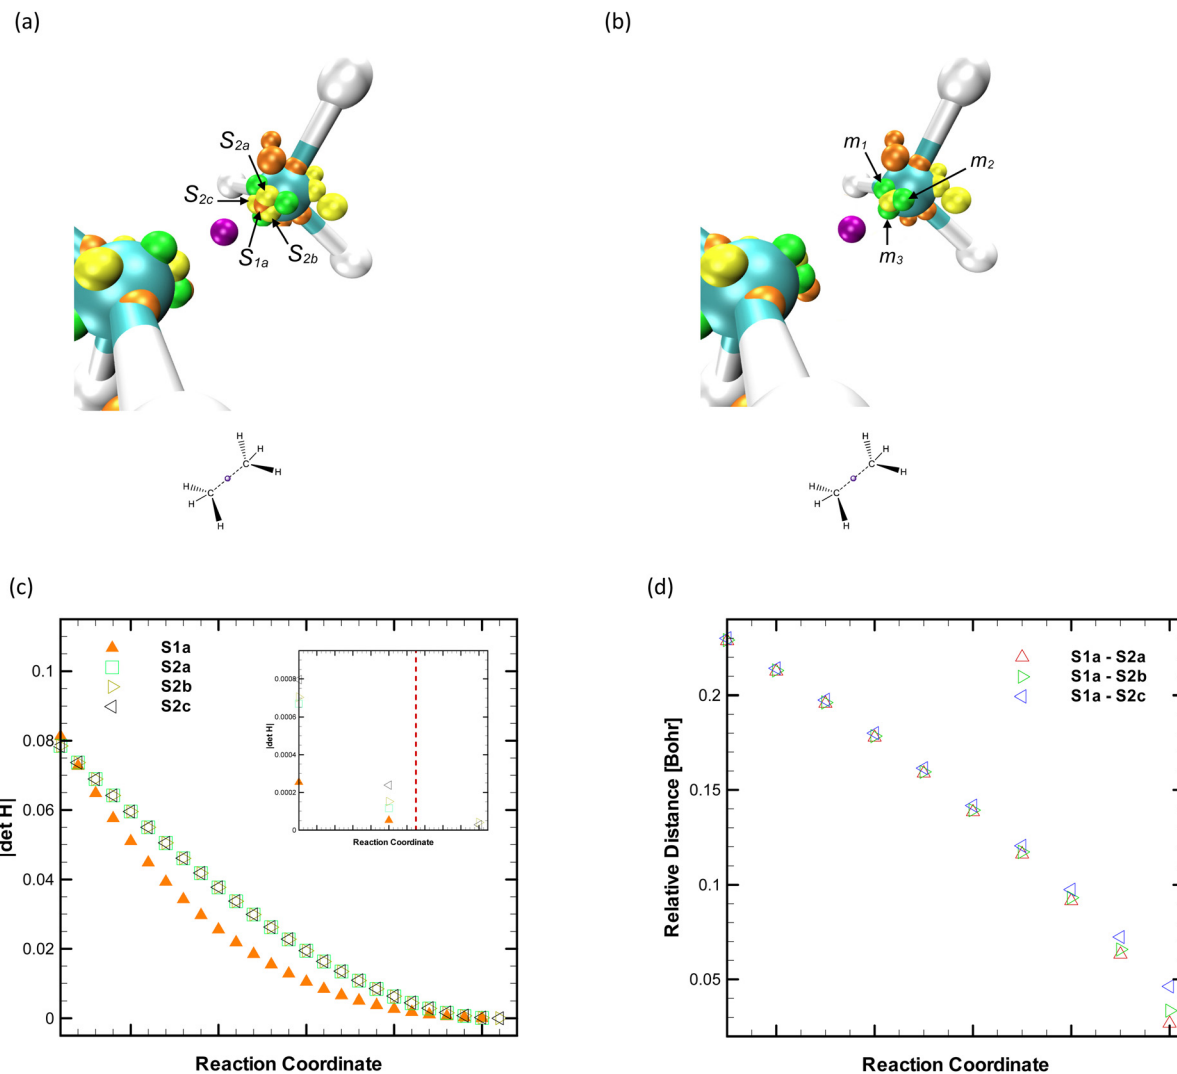 (a)
(b)
S2a
S2c
S1a
S2b
m1
m2
m3
H
H
C
H
H
C
H
H
H
H
C
H
H
C
H
H
H
(c)
(d)
S1a
S2a
S2b
S2c
0.1
0.08
0.06
0.04
0.02
0
|det H|
Reaction Coordinate
0.0008
0.0006
0.0004
0.0002
0
|det H|
Reaction Coordinate
S1a - S2a
S1a - S2b
S1a - S2c
0.2
0.15
0.1
0.05
Relative Distance [Bohr]
Reaction Coordinate